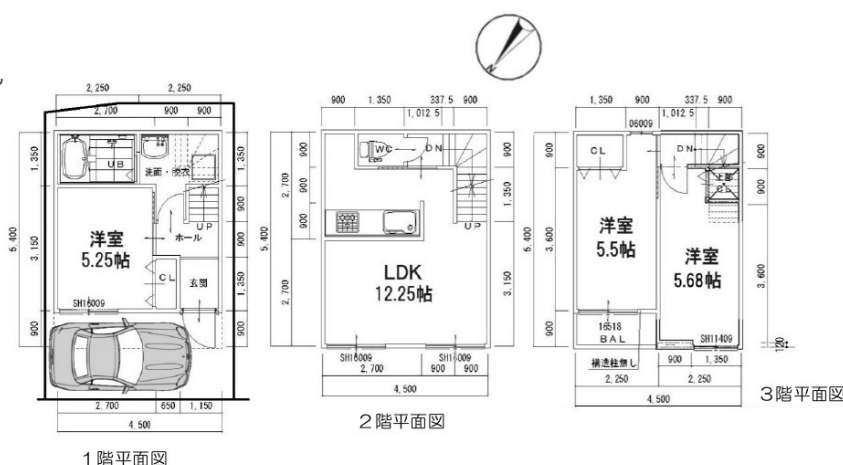 N
2,250 2,250
2,700 900 900
1,350
3,150
900
5,400
UB
洗面・脱衣
1,350
900
900
1,350
900
UP
洋室
5.25帖
ホール
CL
玄関
SH16009
2,700 650 1,150
4,500
1階平面図
900 1,350 337.5 900
1,012.5
WC
DN
2,700
900
2,700
5,400
900
1,350
3,150
UP
LDK
12.25帖
SH16009
SH16009
2,700 900 900
4,500
2階平面図
1,350 900 337.5 900
06009
1,012.5
CL
DN
上部
CL
900
3,600
900
5,400
900
900
3,600
120
洋室
5.5帖
洋室
5.68帖
16518
BAL
SH11409
構造柱無し
900 1,350
2,250 2,250
4,500
3階平面図